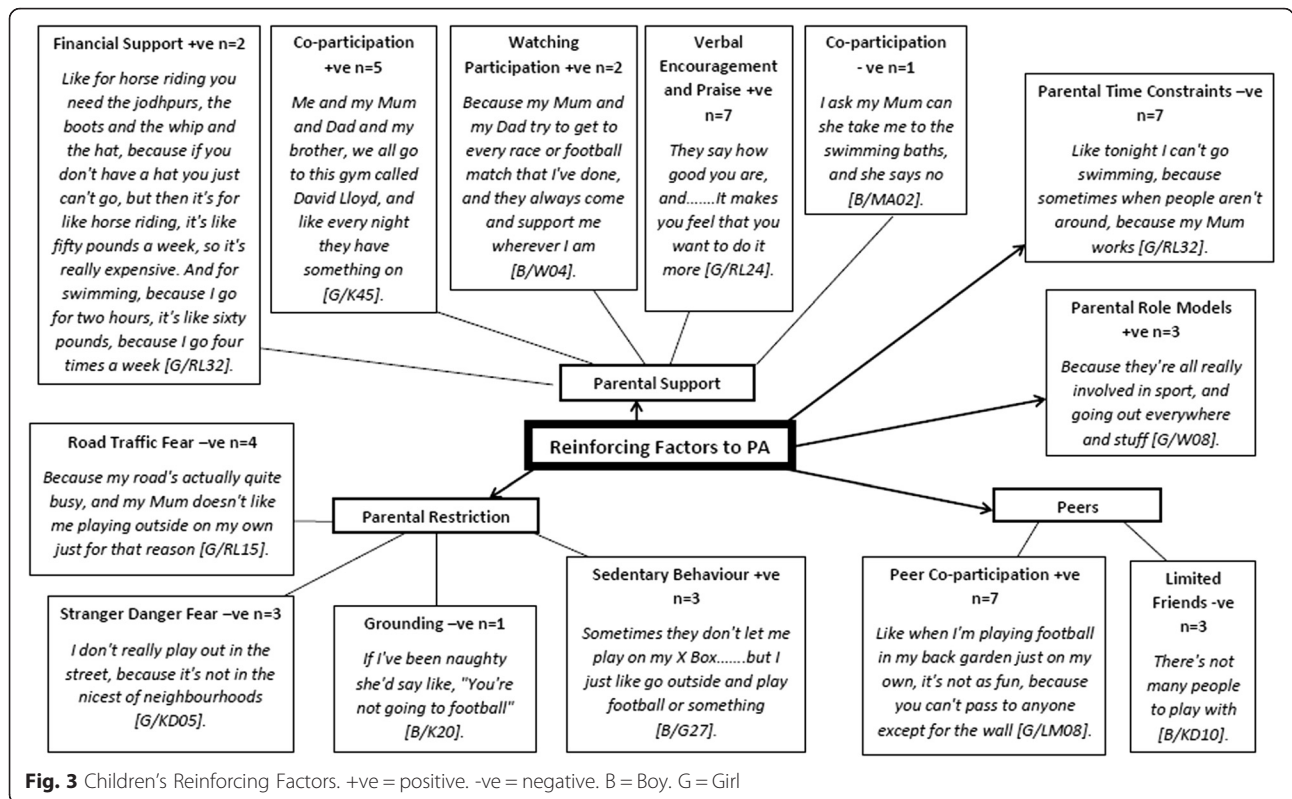 Financial Support +ve n=2
Like for horse riding you
need the jodhpurs, the
boots and the whip and
the hat, because if you
don't have a hat you just
can't go, but then it's for
like horse riding, it's like
fifty pounds a week, so it's
really expensive. And for
swimming, because I go
for two hours, it's like sixty
pounds, because I go four
times a week [G/RL32].
Co-participation
+ve n=5
Me and my Mum
and Dad and my
brother, we all go
to this gym called
David Lloyd, and
like every night
they have
something on
[G/K45].
Watching
Participation +ve n=2
Because my Mum and
my Dad try to get to
every race or football
match that I've done,
and they always come
and support me
wherever I am
[B/W04].
Verbal
Encouragement
and Praise +ve
n=7
They say how
good you are,
and.......It makes
you feel that you
want to do it
more [G/RL24].
Co-participation
- ve n=1
I ask my Mum can
she take me to the
swimming baths,
and she says no
[B/MA02].
Parental Time Constraints –ve
n=7
Like tonight I can't go
swimming, because
sometimes when people aren't
around, because my Mum
works [G/RL32].
Parental Support
Parental Role Models
+ve n=3
Because they're all really
involved in sport, and
going out everywhere
and stuff [G/W08].
Reinforcing Factors to PA
Road Traffic Fear –ve n=4
Because my road's actually quite
busy, and my Mum doesn't like
me playing outside on my own
just for that reason [G/RL15].
Parental Restriction
Peers
Stranger Danger Fear –ve n=3
I don't really play out in the
street, because it's not in the
nicest of neighbourhoods
[G/KD05].
Grounding –ve n=1
If I've been naughty
she'd say like, "You're
not going to football"
[B/K20].
Sedentary Behaviour +ve
n=3
Sometimes they don't let me
play on my X Box.......but I
just like go outside and play
football or something
[B/G27].
Peer Co-participation +ve
n=7
Like when I'm playing football
in my back garden just on my
own, it's not as fun, because
you can't pass to anyone
except for the wall [G/LM08].
Limited
Friends -ve
n=3
There's not
many people
to play with
[B/KD10].
Fig. 3 Children's Reinforcing Factors. +ve = positive. -ve = negative. B = Boy. G = Girl